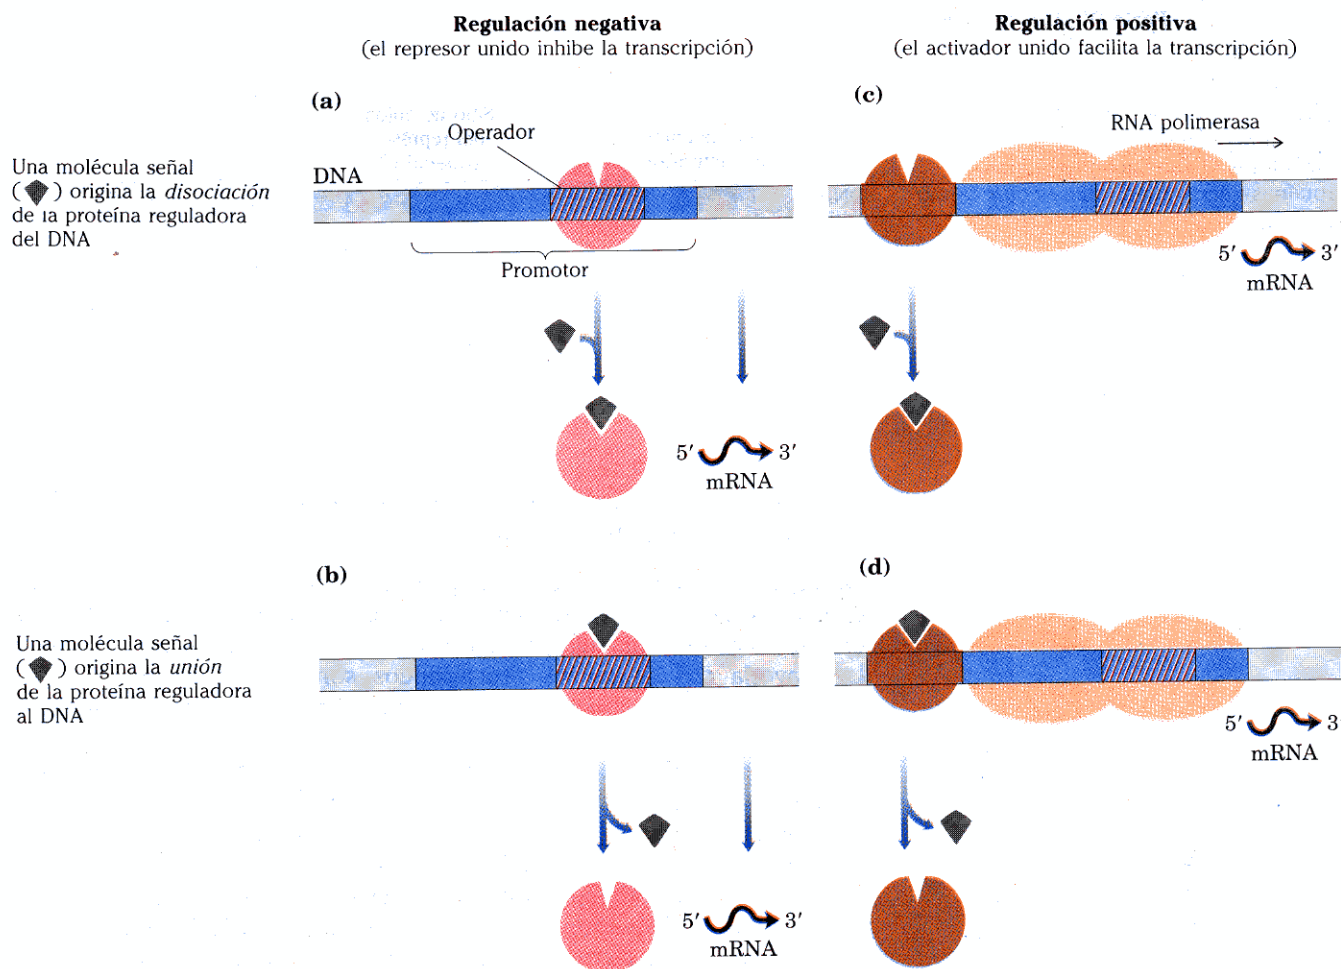 Regulación negativa
(el represor unido inhibe la transcripción)
Regulación positiva
(el activador unido facilita la transcripción)
Una molécula señal
( ) origina la disociación
de la proteína reguladora
del DNA
(a)
Operador
DNA
Promotor
5′ 3′
mRNA
(c)
RNA polimerasa
5′ 3′
mRNA
Una molécula señal
( ) origina la unión
de la proteína reguladora
al DNA
(b)
5′ 3′
mRNA
(d)
5′ 3
mRNA